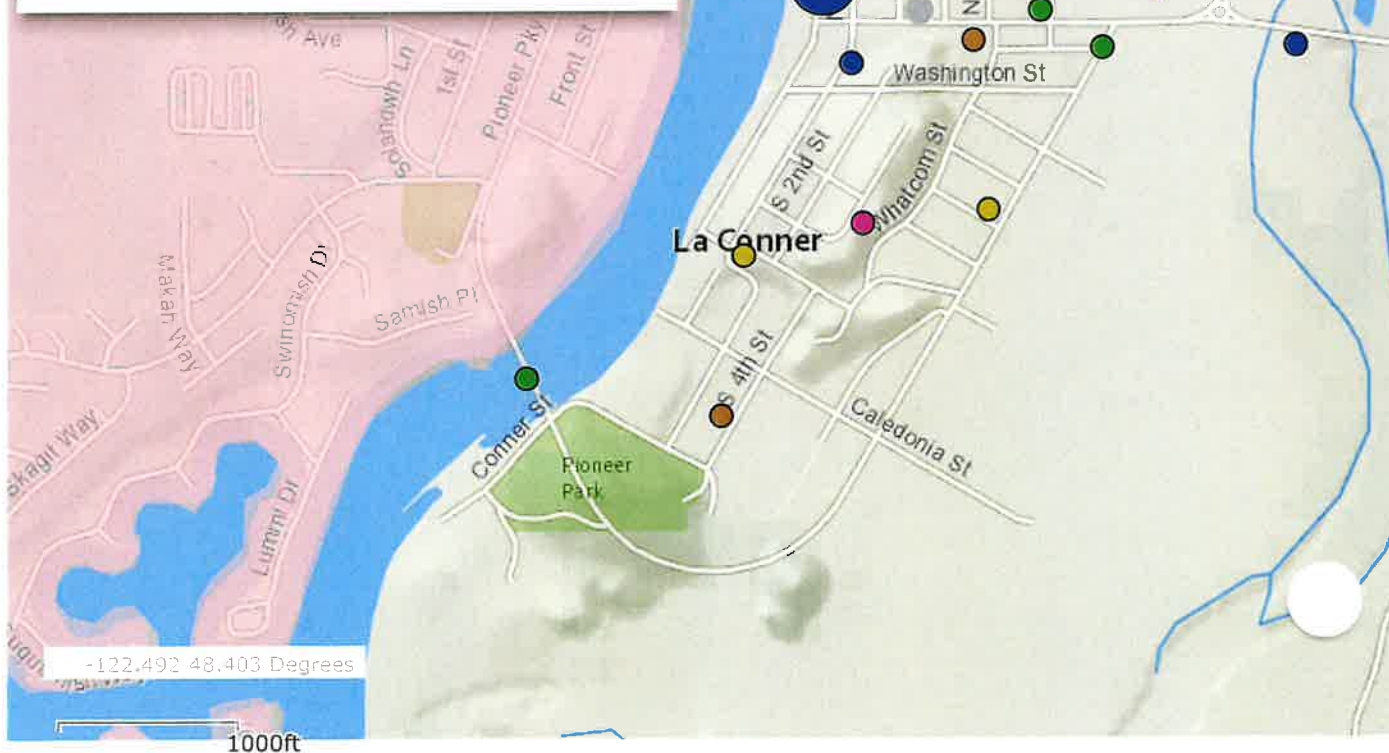 Ave
1st St
Pioneer Pky
Front St
N
Washington St
S 2nd St
Whatcom St
La Conner
Makah Way
Swinomish Dr
Samish Pl
S 4th St
Conner St
Caledonia St
Skagit Way
Pioneer
Park
Lummi Dr
-122.492 48.403 Degrees
1000ft